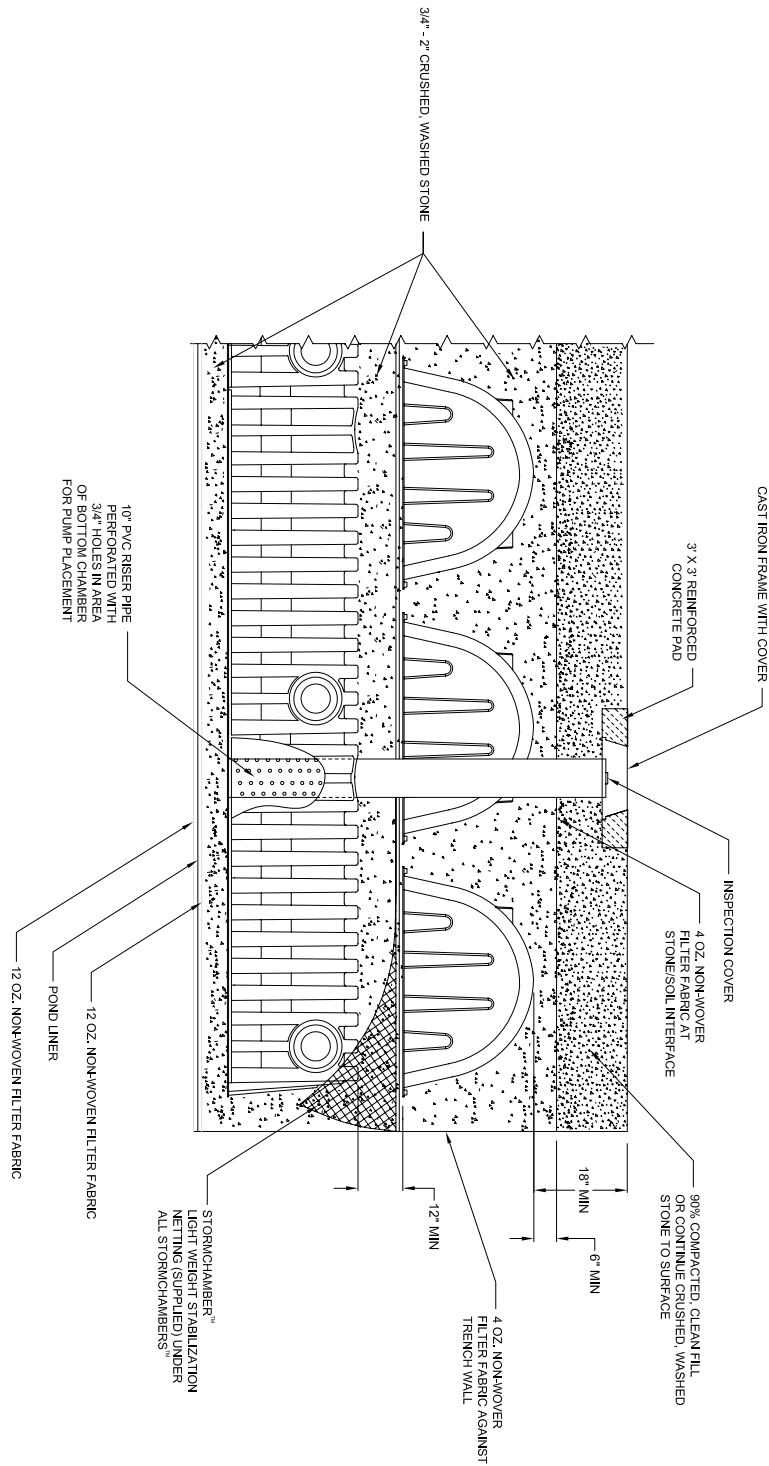 CAST IRON FRAME WITH COVER
3' X 3' REINFORCED
CONCRETE PAD
INSPECTION COVER
4 OZ. NON-WOVER
FILTER FABRIC AT
STONE/SOIL INTERFACE
90% COMPACTED, CLEAN FILL
OR CONTINUE CRUSHED, WASHED
STONE TO SURFACE
18" MIN
6" MIN
12" MIN
4 OZ. NON-WOVER
FILTER FABRIC AGAINST
TRENCH WALL
3/4" - 2" CRUSHED, WASHED STONE
10" PVC RISER PIPE
PERFORATED WITH
3/4" HOLES IN AREA
OF BOTTOM CHAMBER
FOR PUMP PLACEMENT
12 OZ. NON-WOVEN FILTER FABRIC
POND LINER
12 OZ. NON-WOVEN FILTER FABRIC
STORMCHAMBER™
LIGHT WEIGHT STABILIZATION
NETTING (SUPPLIED) UNDER
ALL STORMCHAMBERS™